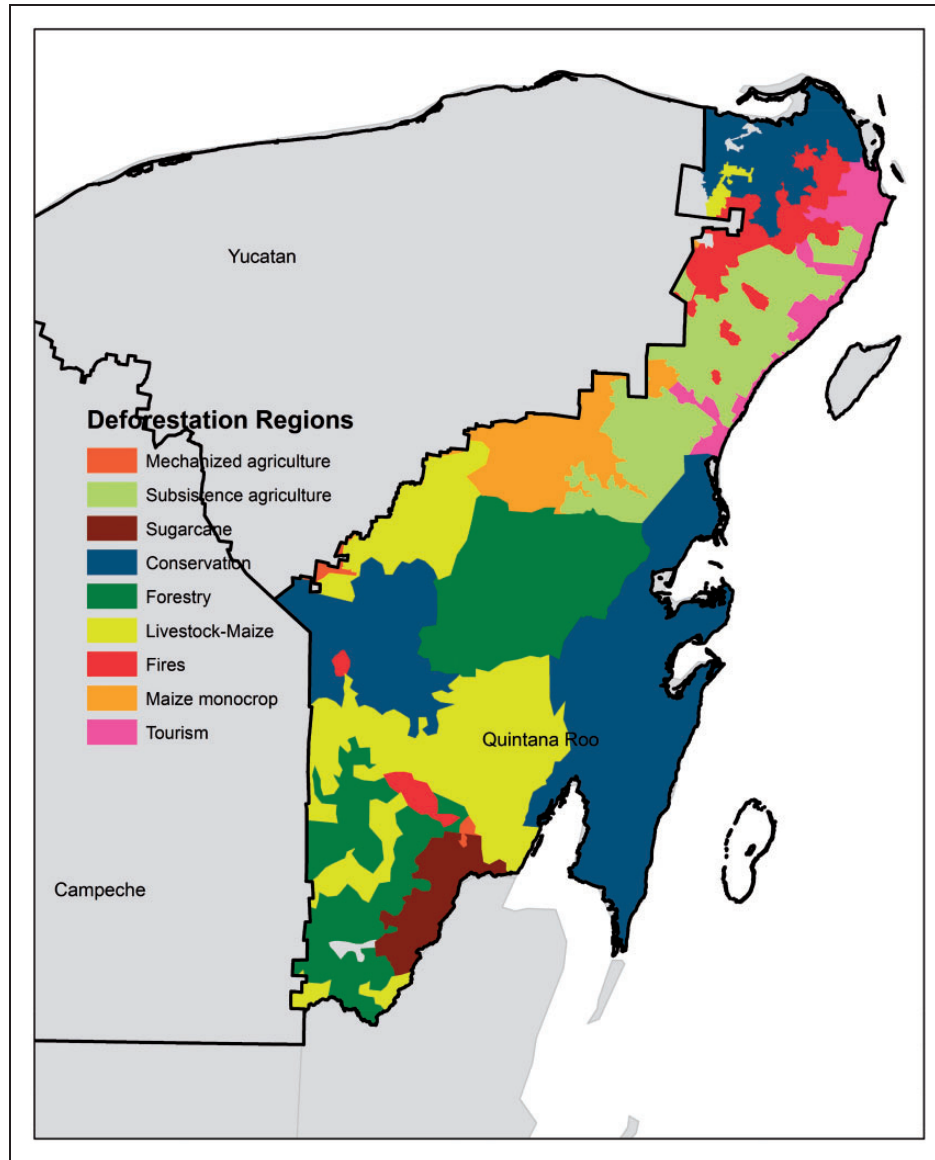 Yucatan
Deforestation Regions
Mechanized agriculture
Subsistence agriculture
Sugarcane
Conservation
Forestry
Livestock-Maize
Fires
Maize monocrop
Tourism
Quintana Roo
Campeche